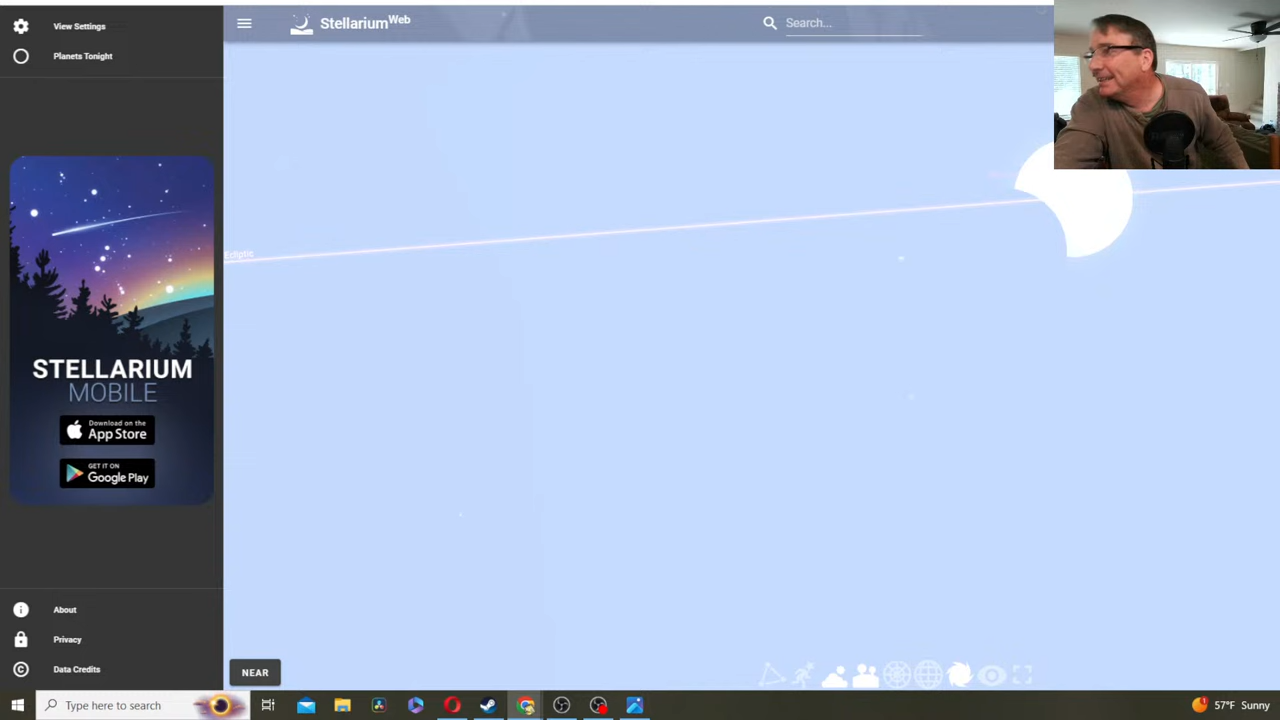 View Settings
Planets Tonight
StellariumWeb
Search...
Ecliptic
STELLARIUM
MOBILE
Download on the
App Store
GET IT ON
Google Play
About
Privacy
Data Credits
NEAR
Type here to search
57°F Sunny